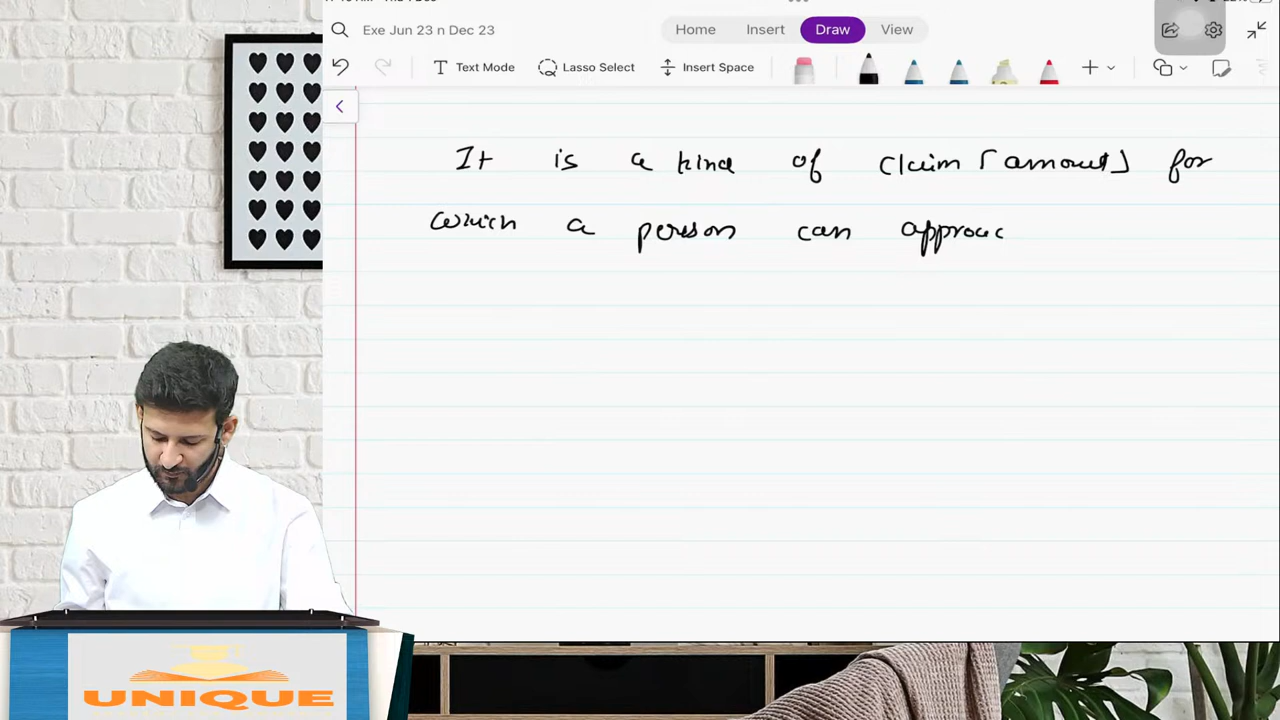 Exe Jun 23 n Dec 23
Home Insert Draw View
Text Mode Lasso Select Insert Space
It is a kind of claim [amount] for
which a person can approac
UNIQUE